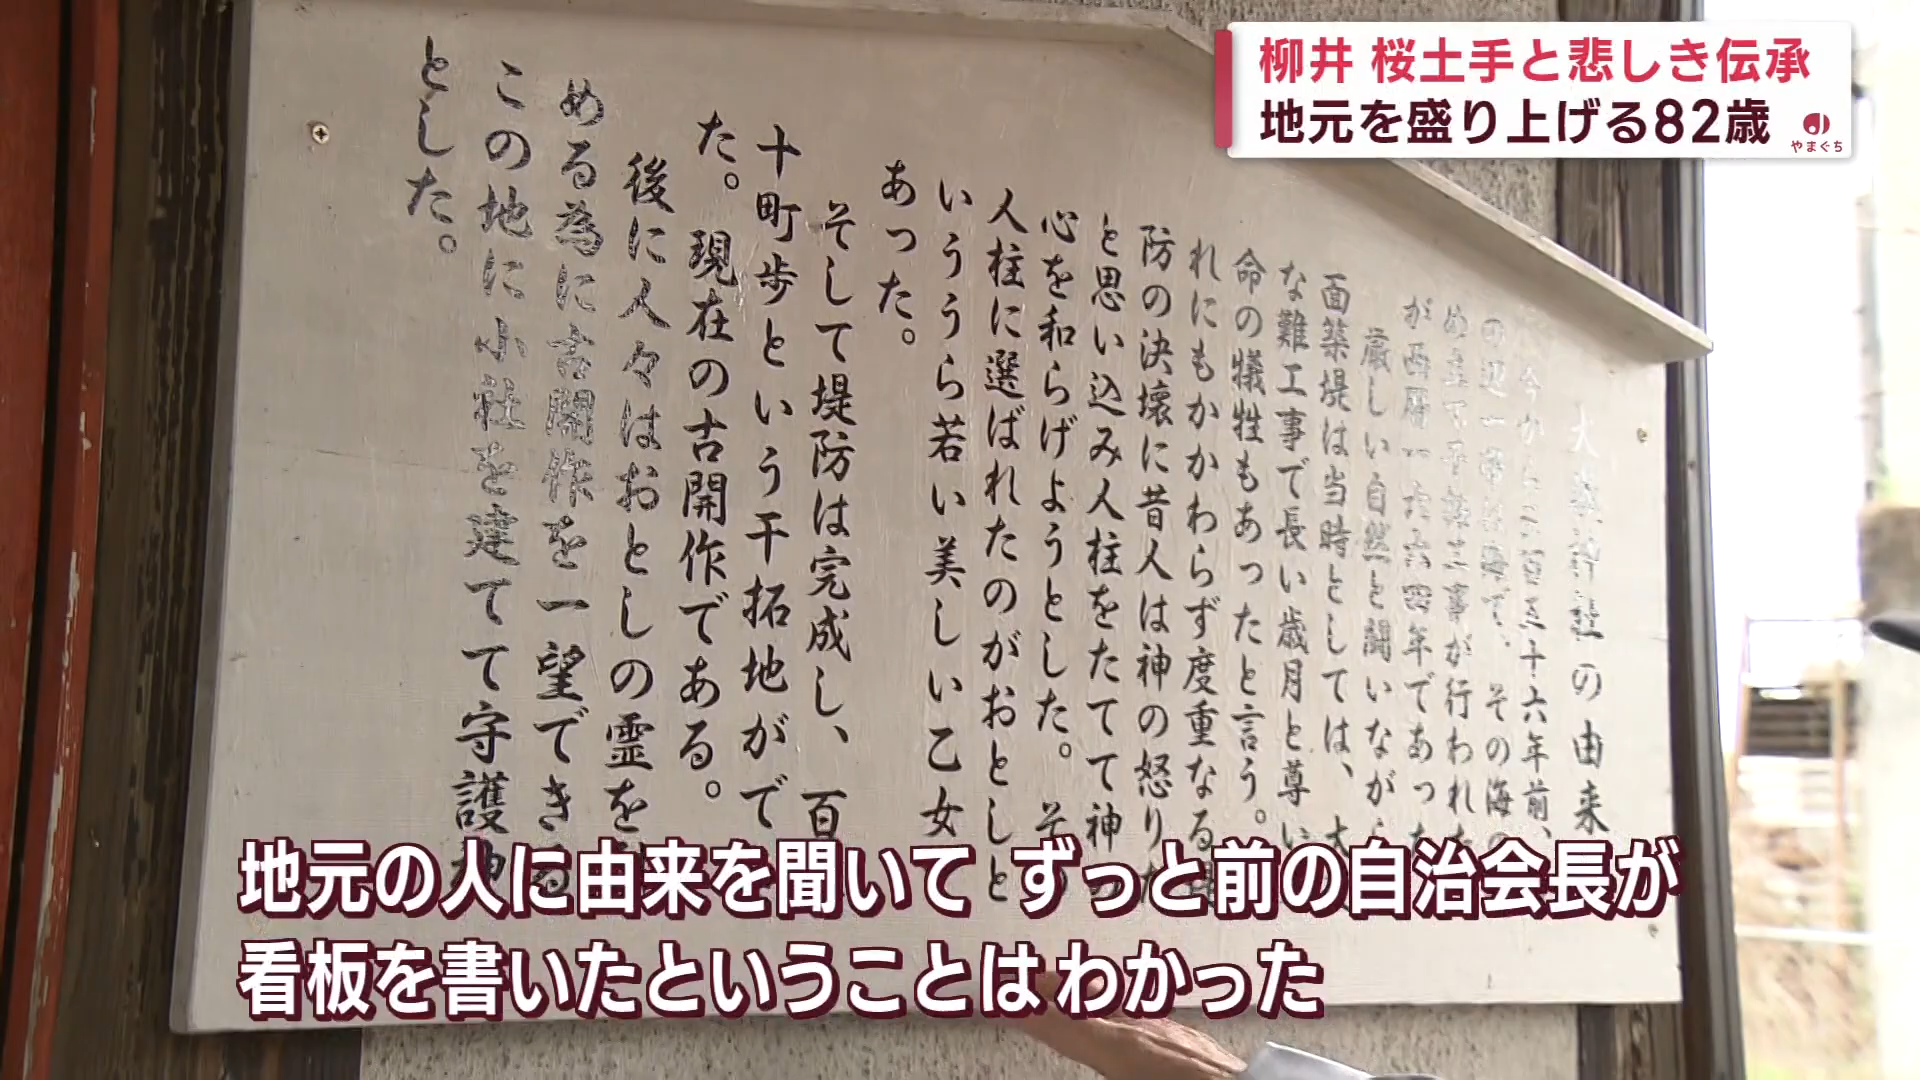 柳井 桜土手と悲しき伝承
地元を盛り上げる82歳
やまぐち
神社の由来
今から三百五十六年前、
の辺一帯は海で、その海の
め立て干拓工事が行われた
が西暦一六六四年であった
厳しい自然と闘いながら
面築堤は当時としては、大
な難工事で長い歳月と尊い
命の犠牲もあったと言う。
れにもかかわらず度重なる堤
防の決壊に昔人は神の怒りだ
と思い込み人柱をたてて神の
心を和らげようとした。その
人柱に選ばれたのがおとしと
いううら若い美しい乙女
あった。
そして堤防は完成し、百
十町歩という干拓地がで
た。現在の古開作である。
後に人々はおとしの霊を
める為に古開作を一望できる
この地に小社を建てて守護神
とした。
地元の人に由来を聞いて ずっと前の自治会長が
看板を書いたということは わかった